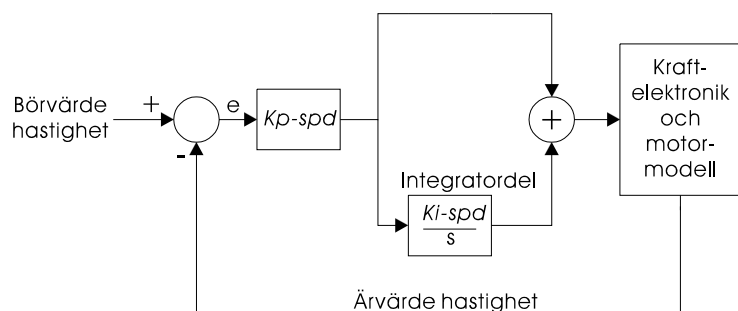 Börvärde
hastighet
+
-
e
Kp-spd
Integratordel
Ki-spd
s
+
Kraft-
elektronik
och
motor-
modell
Ärvärde hastighet